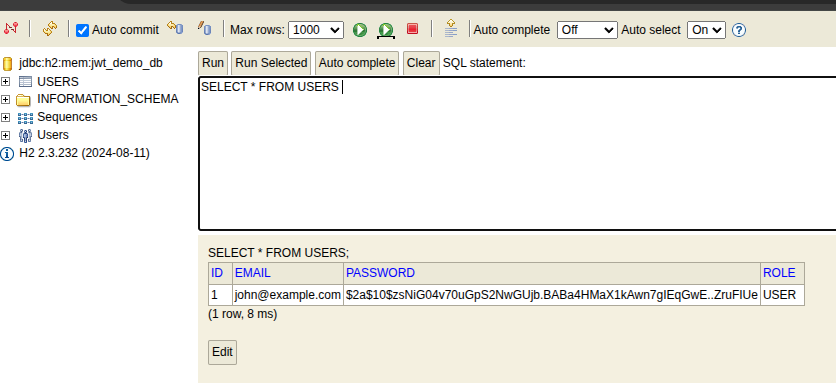 Auto commit Max rows: 1000 Auto complete Off Auto select On ?
jdbc:h2:mem:jwt_demo_db
USERS
INFORMATION_SCHEMA
Sequences
Users
H2 2.3.232 (2024-08-11)
Run Run Selected Auto complete Clear SQL statement:
SELECT * FROM USERS
SELECT * FROM USERS;
ID EMAIL PASSWORD ROLE
1 john@example.com $2a$10$zsNiG04v70uGpS2NwGUjb.BABa4HMaX1kAwn7gIEqGwE..ZruFlUe USER
(1 row, 8 ms)
Edit